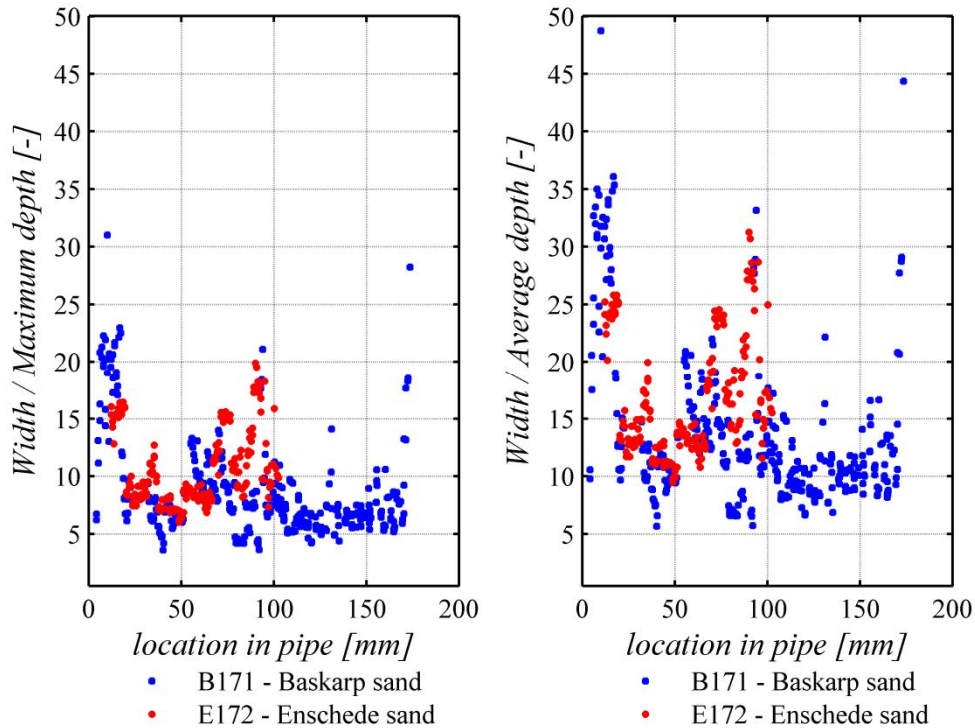 50
45
40
35
30
25
20
15
10
5
Width / Maximum depth [-]
0 50 100 150 200
location in pipe [mm]
B171 - Baskarp sand
E172 - Enschede sand
50
45
40
35
30
25
20
15
10
5
Width / Average depth [-]
0 50 100 150 200
location in pipe [mm]
B171 - Baskarp sand
E172 - Enschede sand